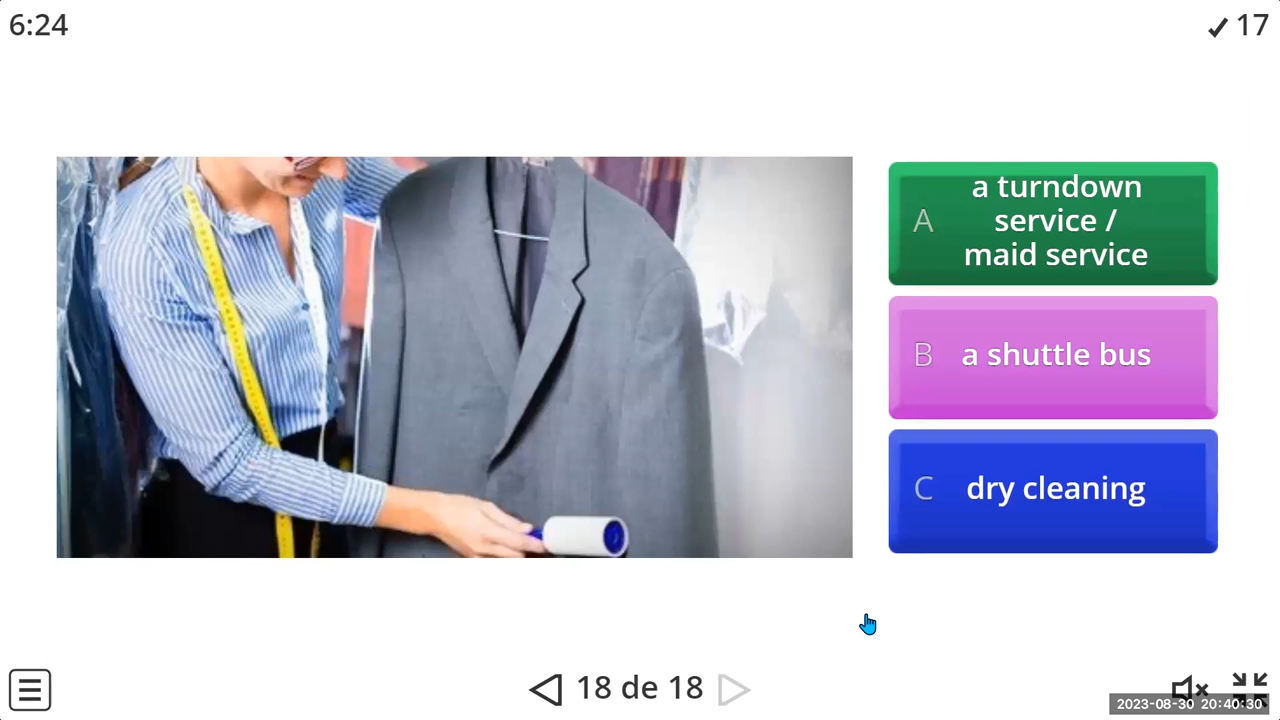 6:24
17
A
a turndown
service /
maid service
B
a shuttle bus
C
dry cleaning
18 de 18
2023-08-30 20:40:30